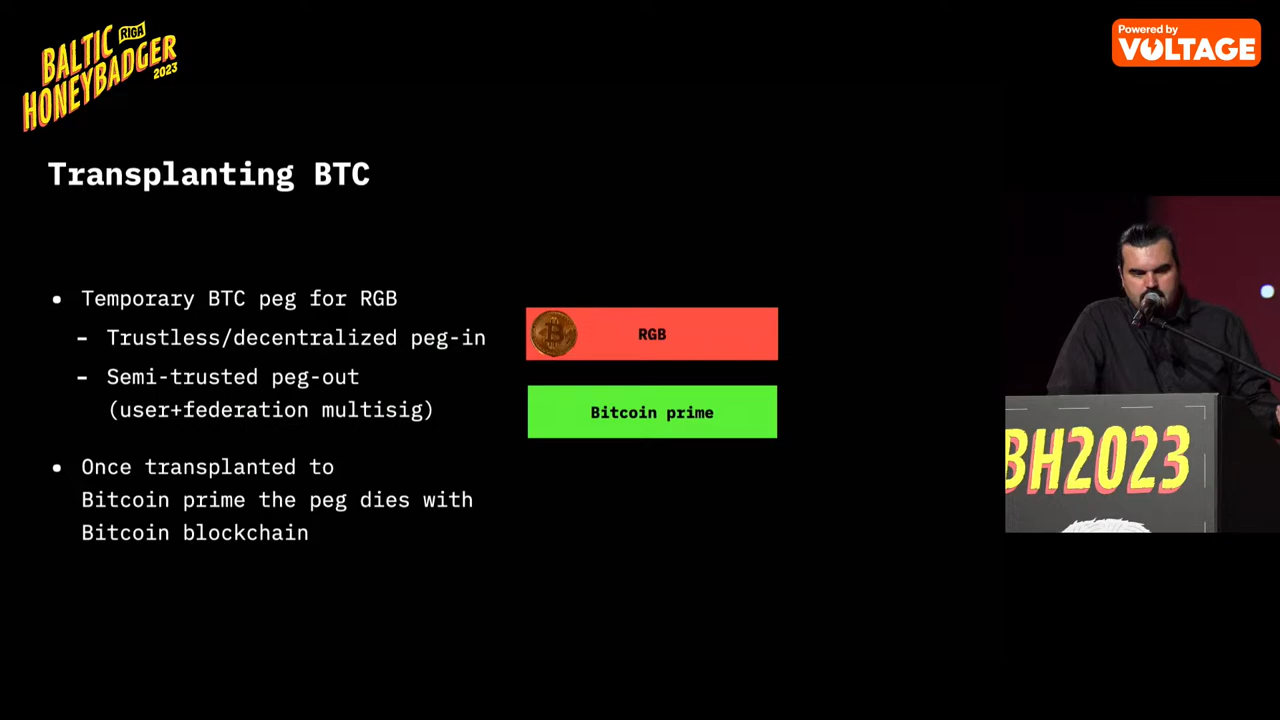 BALTIC
RIGA
HONEYBADGER
2023
Powered by
VOLTAGE
Transplanting BTC
• Temporary BTC peg for RGB
– Trustless/decentralized peg-in
– Semi-trusted peg-out
(user+federation multisig)
• Once transplanted to
Bitcoin prime the peg dies with
Bitcoin blockchain
RGB
Bitcoin prime
BH2023